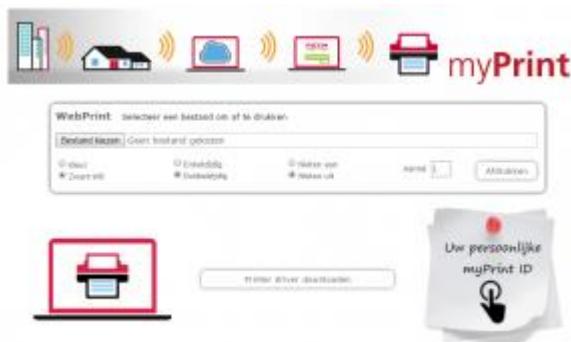 myPrint
WebPrint Selecteer een bestand om af te drukken
Bestand kiezen Geen bestand gekozen
Kleur Enkelzijdig Nieten aan Aantal 1 Afdrukken
Zwart-Wit Dubbelzijdig Nieten uit
Uw persoonlijke
myPrint ID
Printer driver downloaden